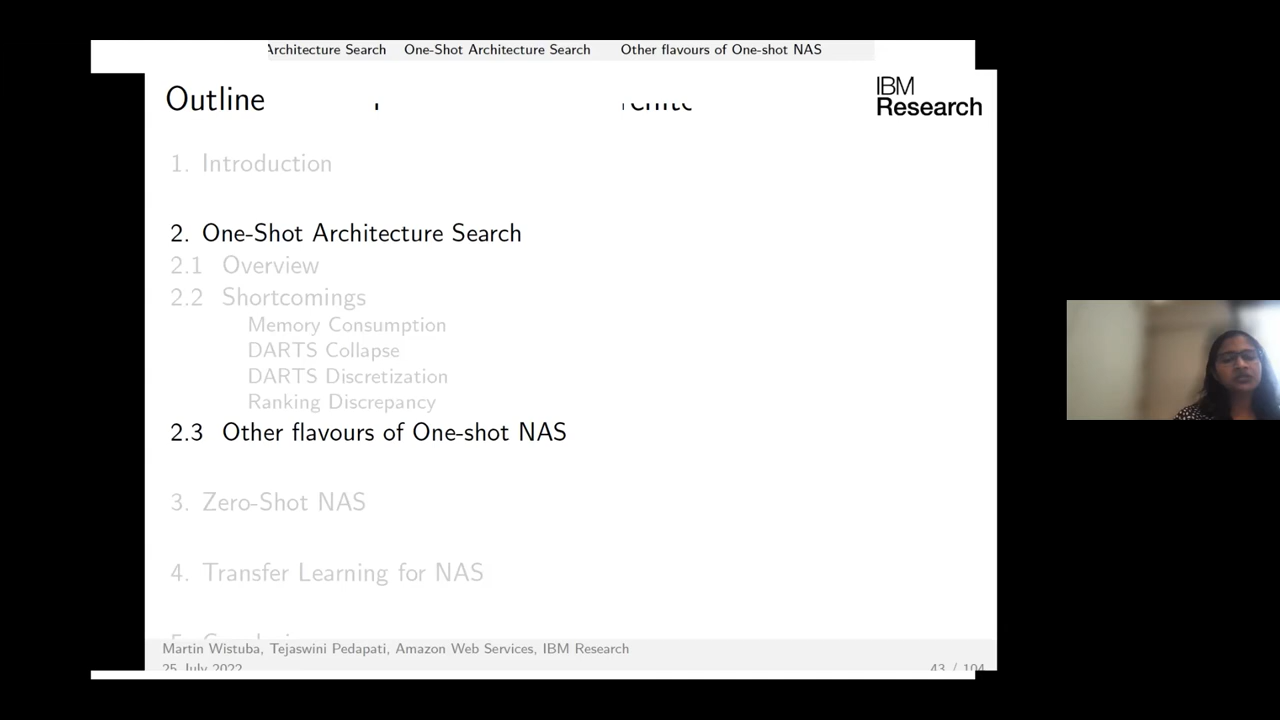 Architecture Search One-Shot Architecture Search Other flavours of One-shot NAS
Outline
IBM
Research
1. Introduction
2. One-Shot Architecture Search
2.1 Overview
2.2 Shortcomings
Memory Consumption
DARTS Collapse
DARTS Discretization
Ranking Discrepancy
2.3 Other flavours of One-shot NAS
3. Zero-Shot NAS
4. Transfer Learning for NAS
Martin Wistuba, Tejaswini Pedapati, Amazon Web Services, IBM Research
25 July 2022 43 / 104